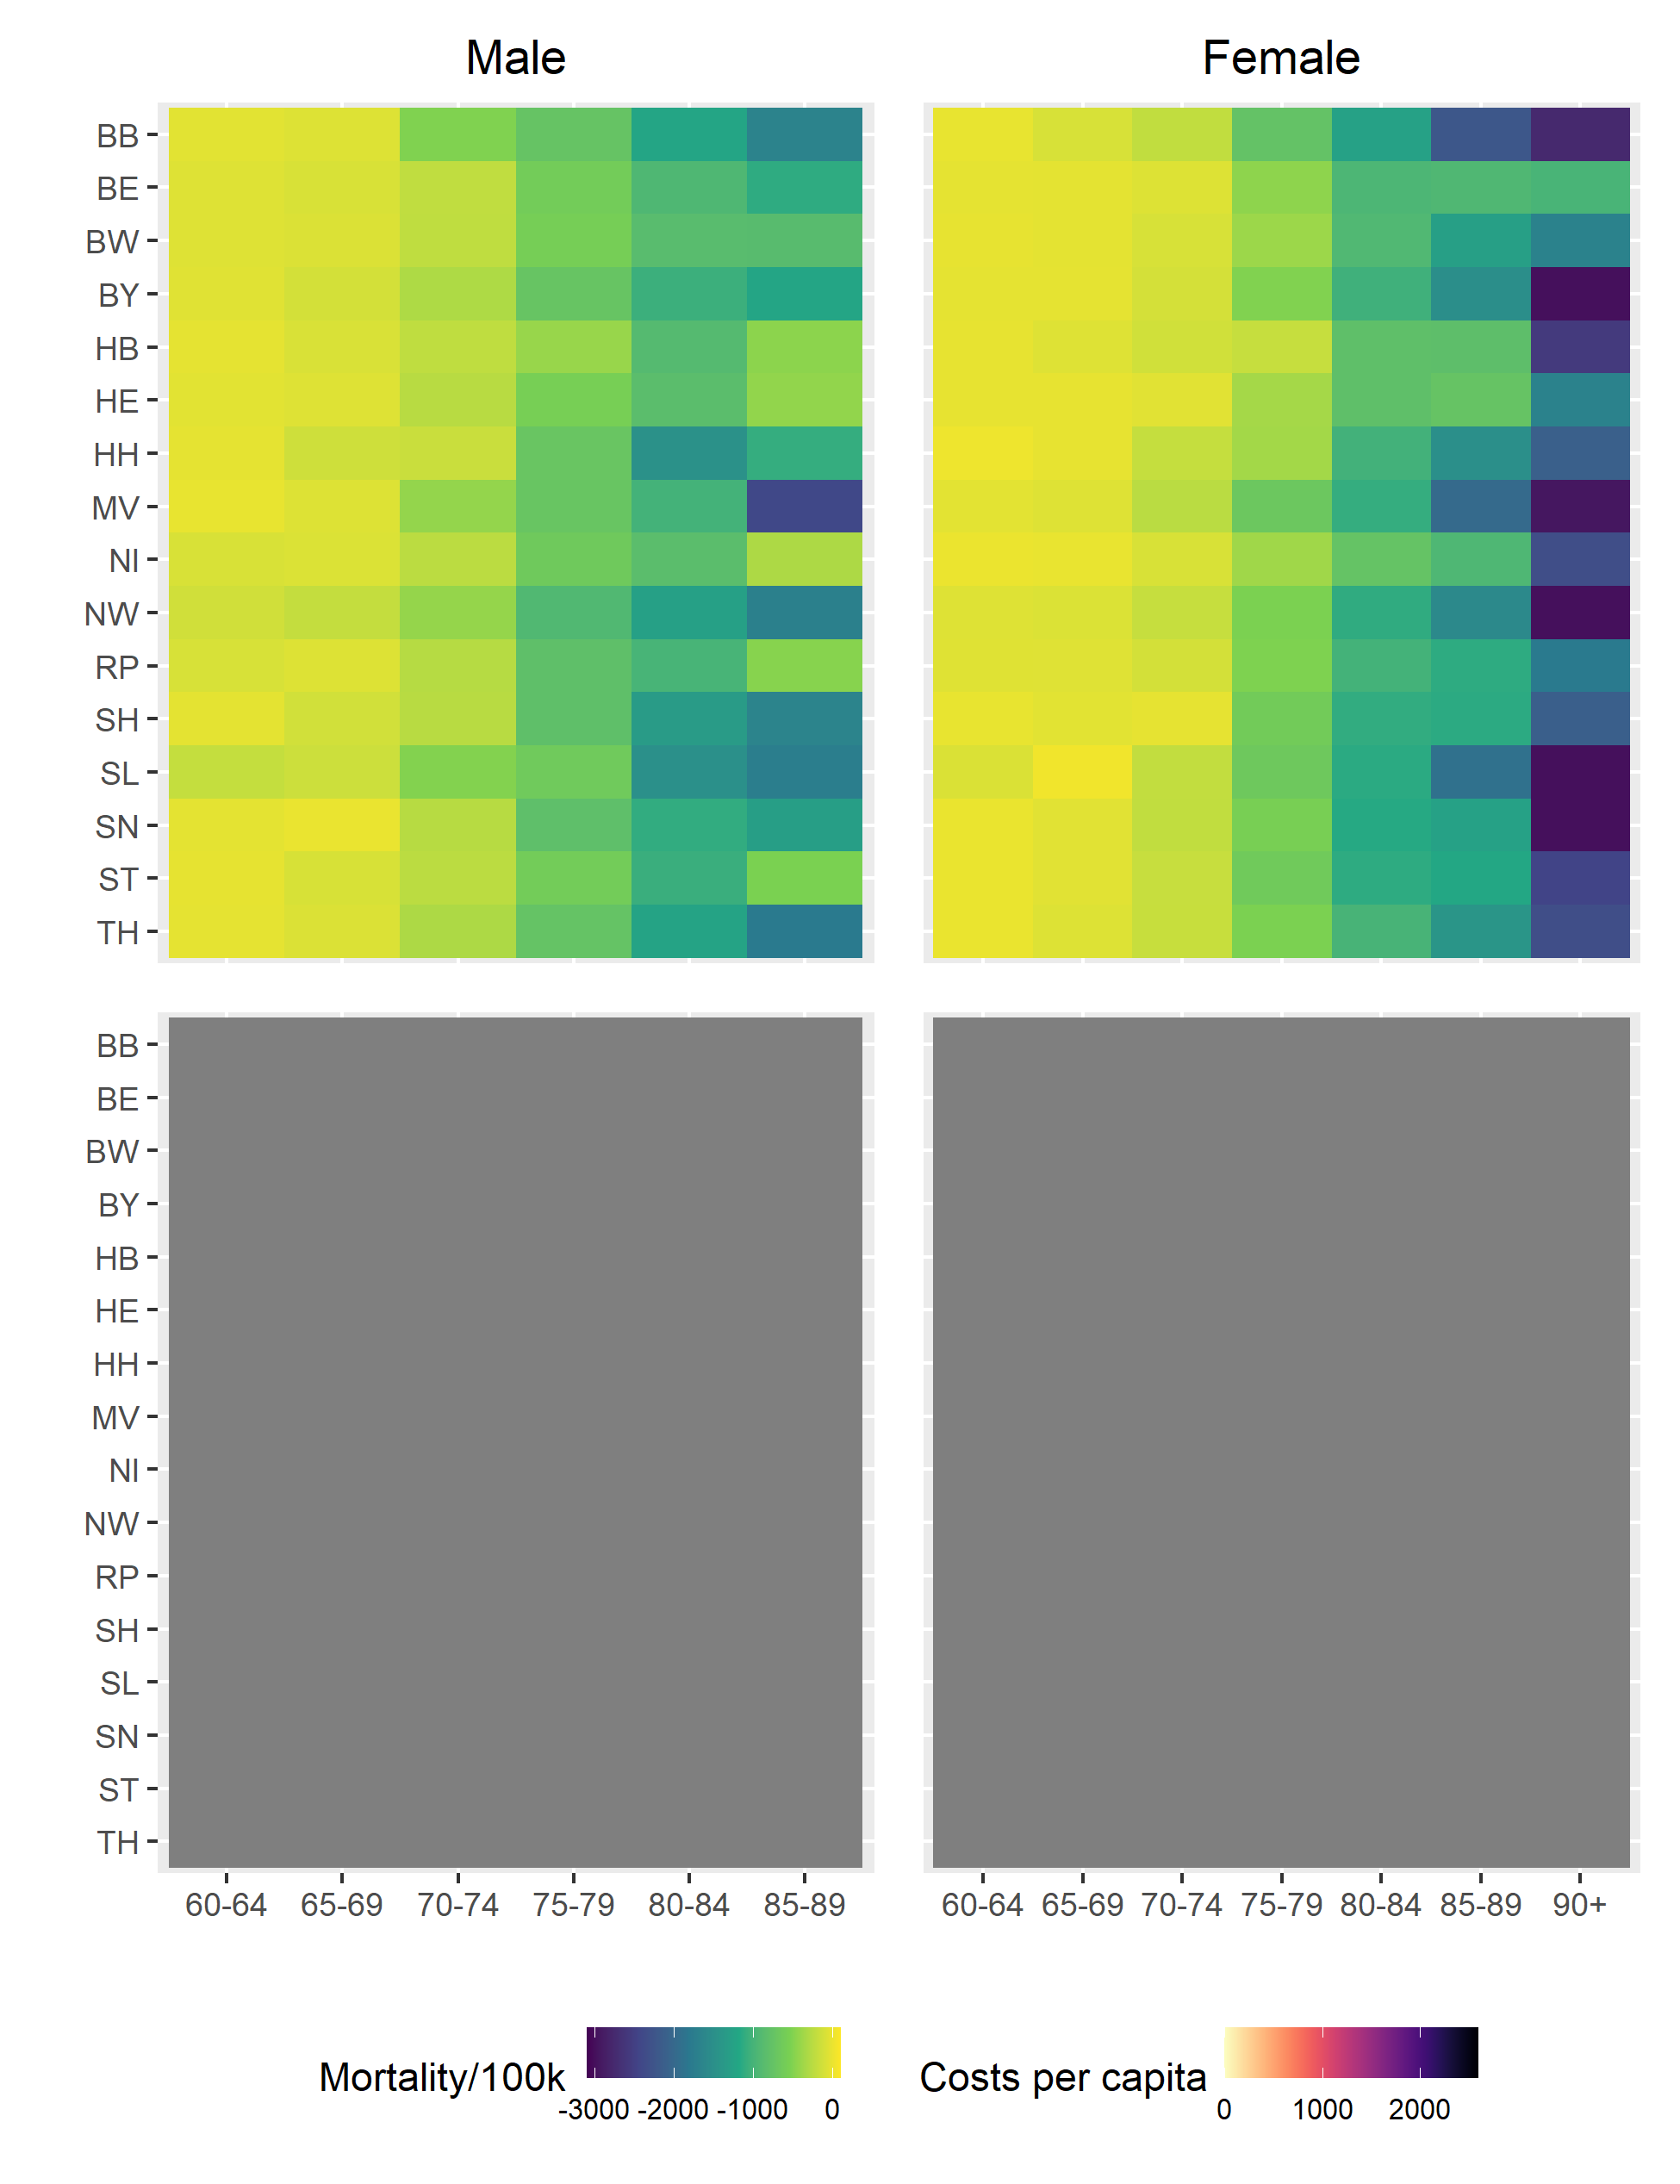 Male Female
BB
BE
BW
BY
HB
HE
HH
MV
NI
NW
RP
SH
SL
SN
ST
TH
BB
BE
BW
BY
HB
HE
HH
MV
NI
NW
RP
SH
SL
SN
ST
TH
60-64 65-69 70-74 75-79 80-84 85-89 60-64 65-69 70-74 75-79 80-84 85-89 90+
Mortality/100k Costs per capita
-3000 -2000 -1000 0 0 1000 2000